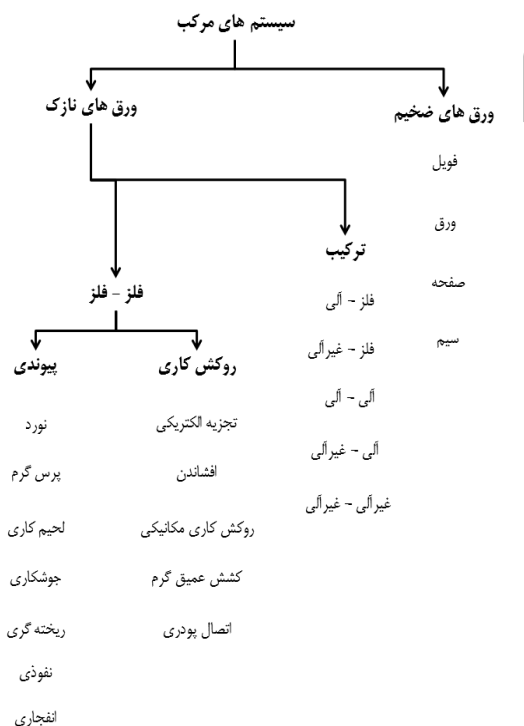 سیستم های مرکب
ورق های ضخیم
فویل
ورق
صفحه
سیم
ورق های نازک
ترکیب
فلز - آلی
فلز - غیرآلی
آلی - آلی
آلی - غیرآلی
غیرآلی - غیرآلی
فلز - فلز
روکش کاری
تجزیه الکتریکی
افشاندن
روکش کاری مکانیکی
کشش عمیق گرم
اتصال پودری
پیوندی
نورد
پرس گرم
لحیم کاری
جوشکاری
ریخته گری
نفوذی
انفجاری